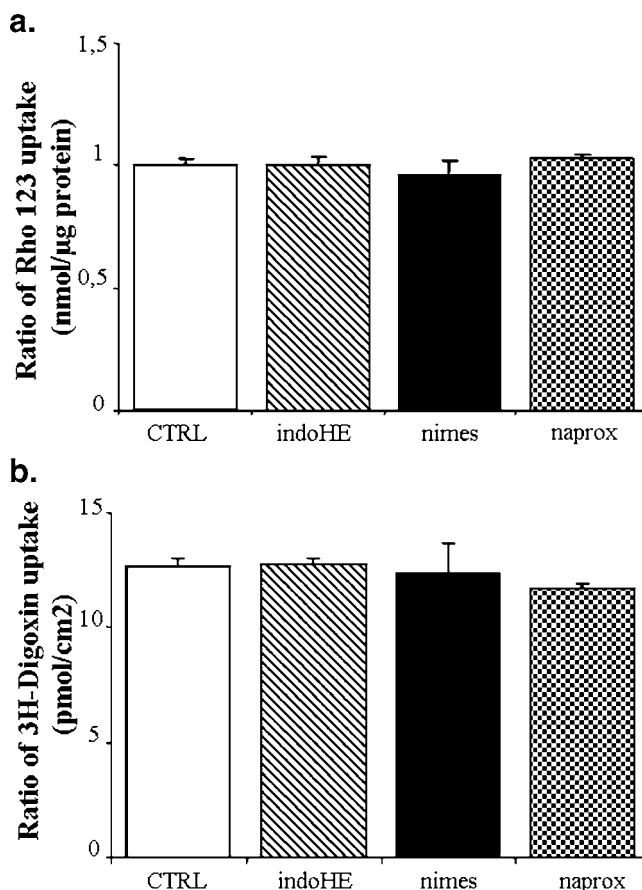 a.
Ratio of Rho 123 uptake
(nmol/µg protein)
1,5
1
0,5
0
CTRL indoHE nimes naprox
b.
Ratio of 3H-Digoxin uptake
(pmol/cm2)
15
10
5
0
CTRL indoHE nimes naprox